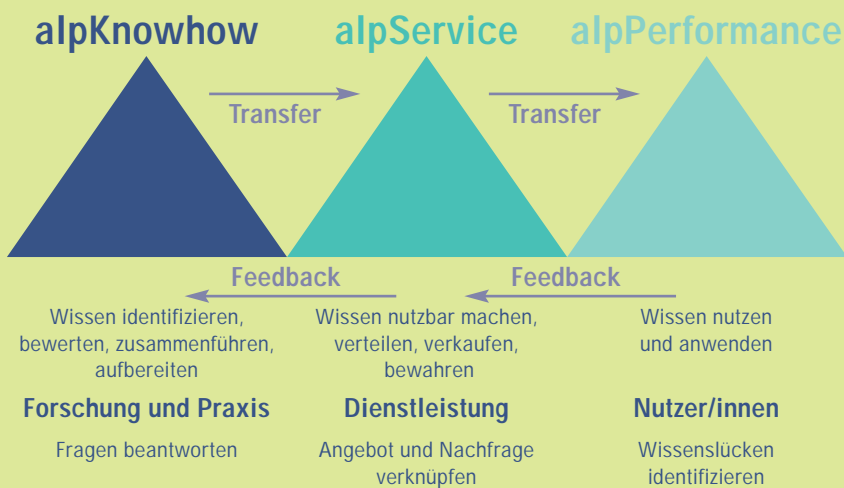 alpKnowhow alpService alpPerformance
Transfer Transfer
Feedback Feedback
Wissen identifizieren,
bewerten, zusammenführen,
aufbereiten
Wissen nutzbar machen,
verteilen, verkaufen,
bewahren
Wissen nutzen
und anwenden
Forschung und Praxis
Dienstleistung
Nutzer/innen
Fragen beantworten
Angebot und Nachfrage
verknüpfen
Wissenslücken
identifizieren